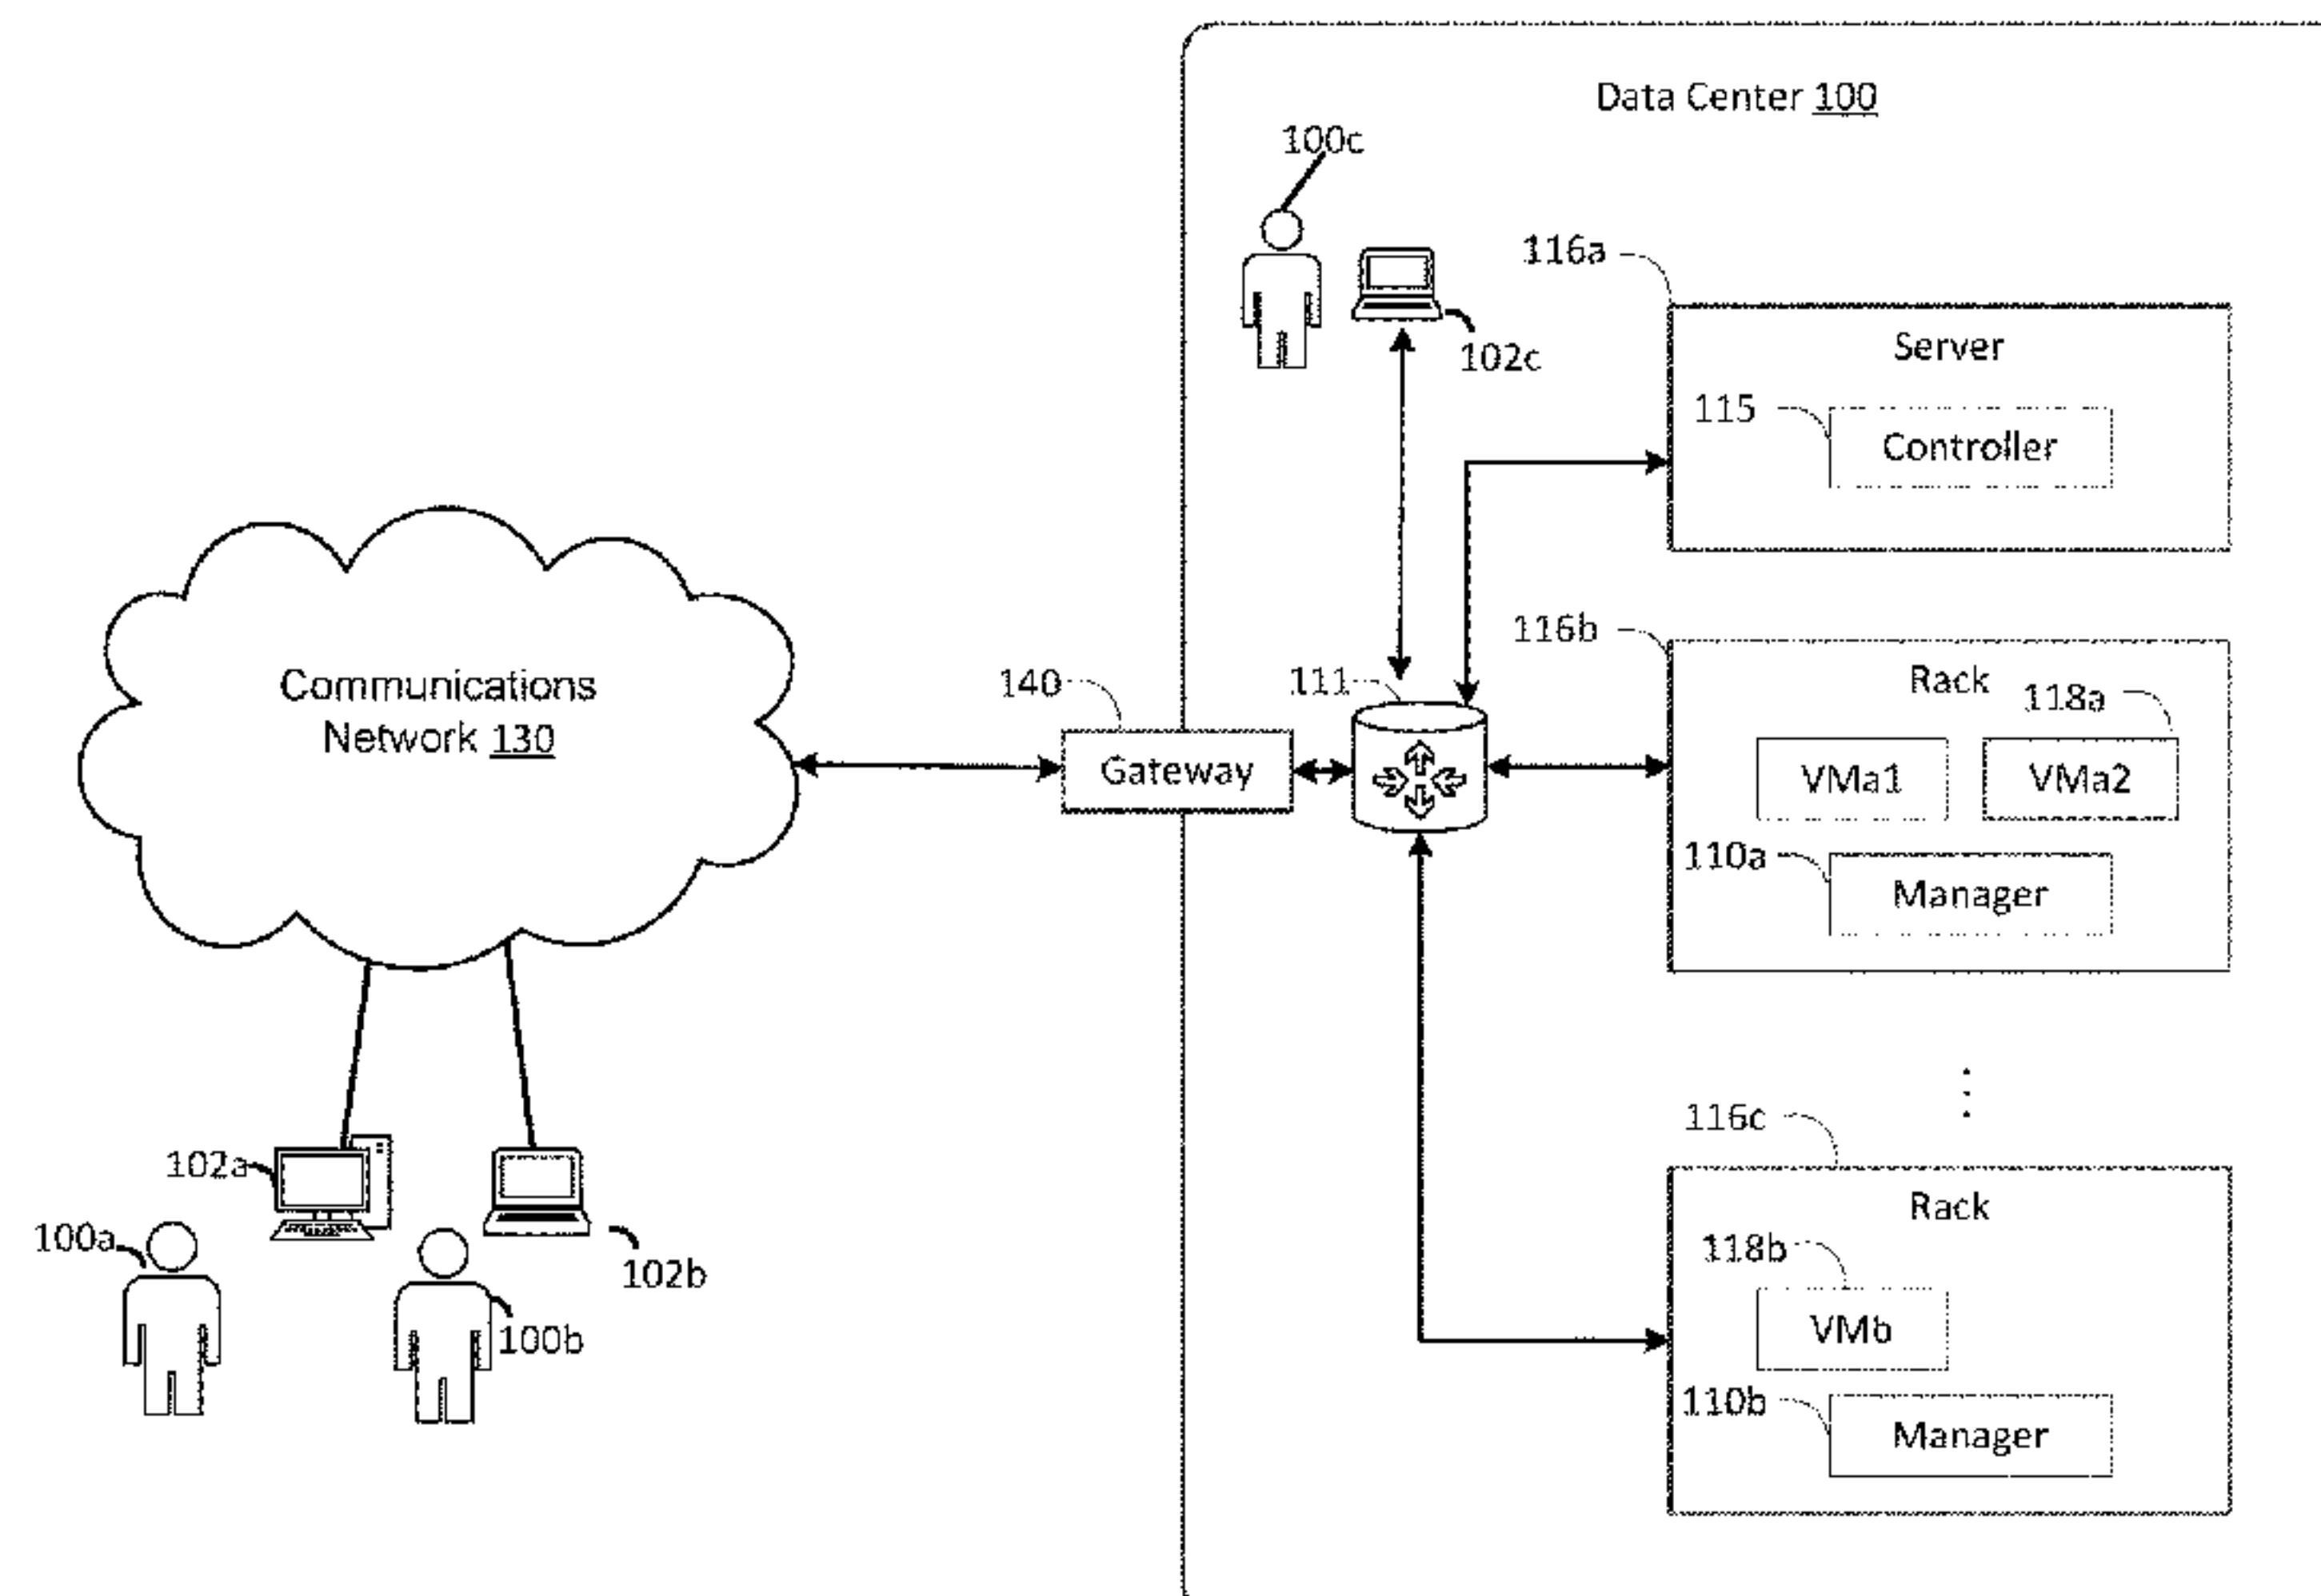 Data Center 100
100c
116a
102c
Server
115
Controller
Communications
Network 130
140
Gateway
111
116b
Rack
118a
VMa1
VMa2
110a
Manager
102a
100a
102b
100b
116c
Rack
118b
VMb
110b
Manager